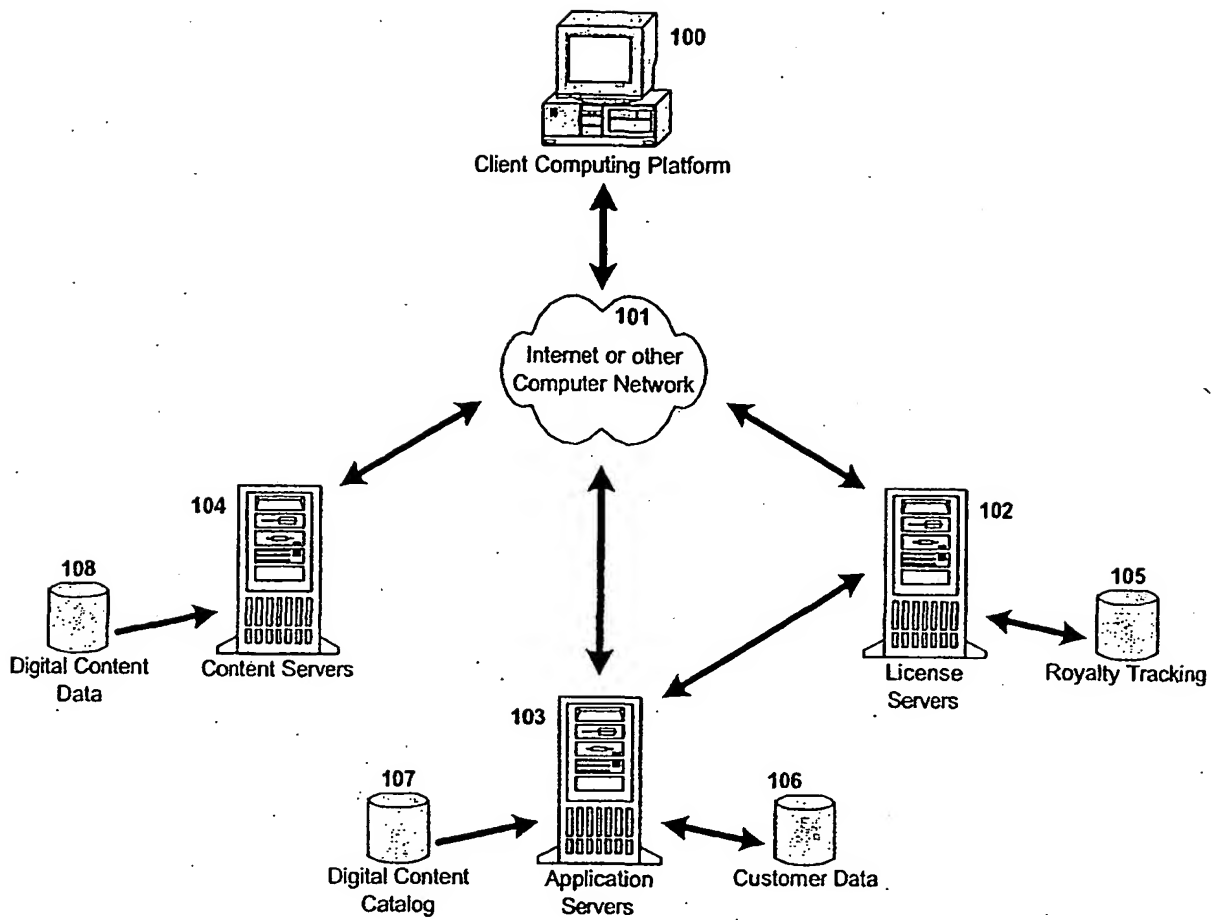 100
Client Computing Platform
101
Internet or other
Computer Network
104
102
108
105
Digital Content
Data
Content Servers
License
Servers
Royalty Tracking
103
107
106
Digital Content
Catalog
Application
Servers
Customer Data